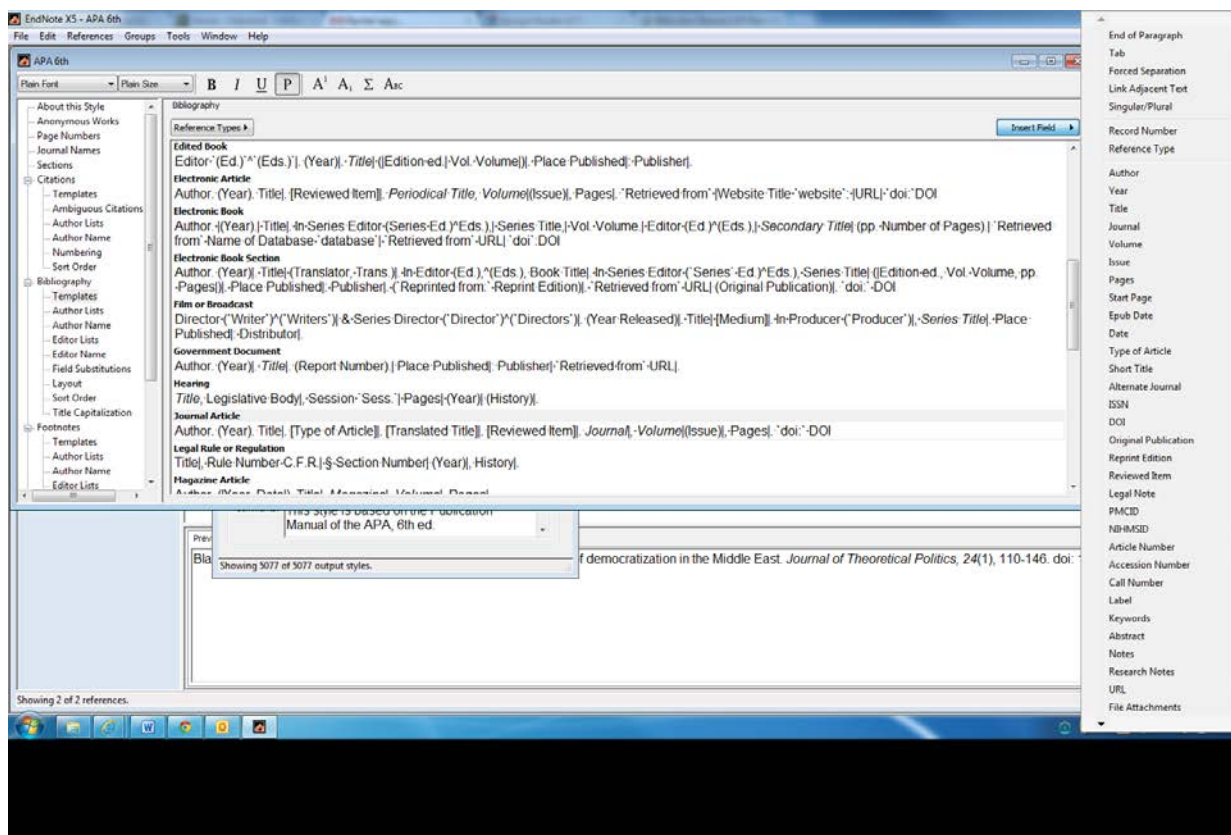 EndNote X5 - APA 6th
File Edit References Groups Tools Window Help
APA 6th
Plain Font Plain Size B I U P A¹ A₁ Σ Abc
About this Style
Anonymous Works
Page Numbers
Journal Names
Sections
Citations
Templates
Ambiguous Citations
Author Lists
Author Name
Numbering
Sort Order
Bibliography
Templates
Author Lists
Author Name
Editor Lists
Editor Name
Field Substitutions
Layout
Sort Order
Title Capitalization
Footnotes
Templates
Author Lists
Author Name
Editor Lists
Bibliography
Reference Types
Insert Field
Edited Book
Editor·`(Ed.)`^`(Eds.)`|. (Year)|.·Title|·(|Edition·ed.|·Vol.·Volume|)|.·Place·Published|:·Publisher|.
Electronic Article
Author.·(Year).·Title|.·[Reviewed·Item]|.·Periodical·Title,·Volume|(Issue)|,·Pages|.·`Retrieved·from`·|Website·Title·`website`:·|URL|·`doi:`DOI
Electronic Book
Author.·|(Year).|·Title|.·In·Series·Editor·(Series·Ed.)^Eds.),|·Series·Title,|·Vol.·Volume.|·Editor·(Ed.)^(Eds.),|·Secondary·Title|·(pp.·Number·of·Pages).|·`Retrieved
from`·Name·of·Database·`database`|·`Retrieved·from`·URL|·`doi`:DOI
Electronic Book Section
Author.·(Year)|.·Title|·(Translator,·Trans.)|.·In·Editor·(Ed.),^(Eds.),·Book·Title|.·In·Series·Editor·(`Series`·Ed.)^Eds.),·Series·Title|·(|Edition·ed.,·Vol.·Volume,·pp.
·Pages|)|.·Place·Published|:·Publisher|.·(`Reprinted·from:`·Reprint·Edition)|.·`Retrieved·from`·URL|·(Original·Publication)|.·`doi:`·DOI
Film or Broadcast
Director·(`Writer`)^(`Writers`)|·&·Series·Director·(`Director`)^(`Directors`)|.·(Year·Released)|.·Title|·[Medium]|.·In·Producer·(`Producer`)|,·Series·Title|.·Place·
Published|:·Distributor|.
Government Document
Author.·(Year)|.·Title|.·(Report·Number).|·Place·Published|:·Publisher|·`Retrieved·from`·URL|.
Hearing
Title,·Legislative·Body|,·Session·`Sess.`|·Pages|·(Year)|·(History)|.
Journal Article
Author.·(Year).·Title|.·[Type·of·Article]|.·[Translated·Title]|.·[Reviewed·Item]|.·Journal|,·Volume|(Issue)|,·Pages|.·`doi:`·DOI
Legal Rule or Regulation
Title|,·Rule·Number·C.F.R.|·§·Section·Number|·(Year)|,·History|.
Magazine Article
This style is based on the Publication
Manual of the APA, 6th ed.
Showing 5077 of 5077 output styles.
Prev
Bla
f democratization in the Middle East. Journal of Theoretical Politics, 24(1), 110-146. doi:
Showing 2 of 2 references.
End of Paragraph
Tab
Forced Separation
Link Adjacent Text
Singular/Plural
Record Number
Reference Type
Author
Year
Title
Journal
Volume
Issue
Pages
Start Page
Epub Date
Date
Type of Article
Short Title
Alternate Journal
ISSN
DOI
Original Publication
Reprint Edition
Reviewed Item
Legal Note
PMCID
NIHMSID
Article Number
Accession Number
Call Number
Label
Keywords
Abstract
Notes
Research Notes
URL
File Attachments